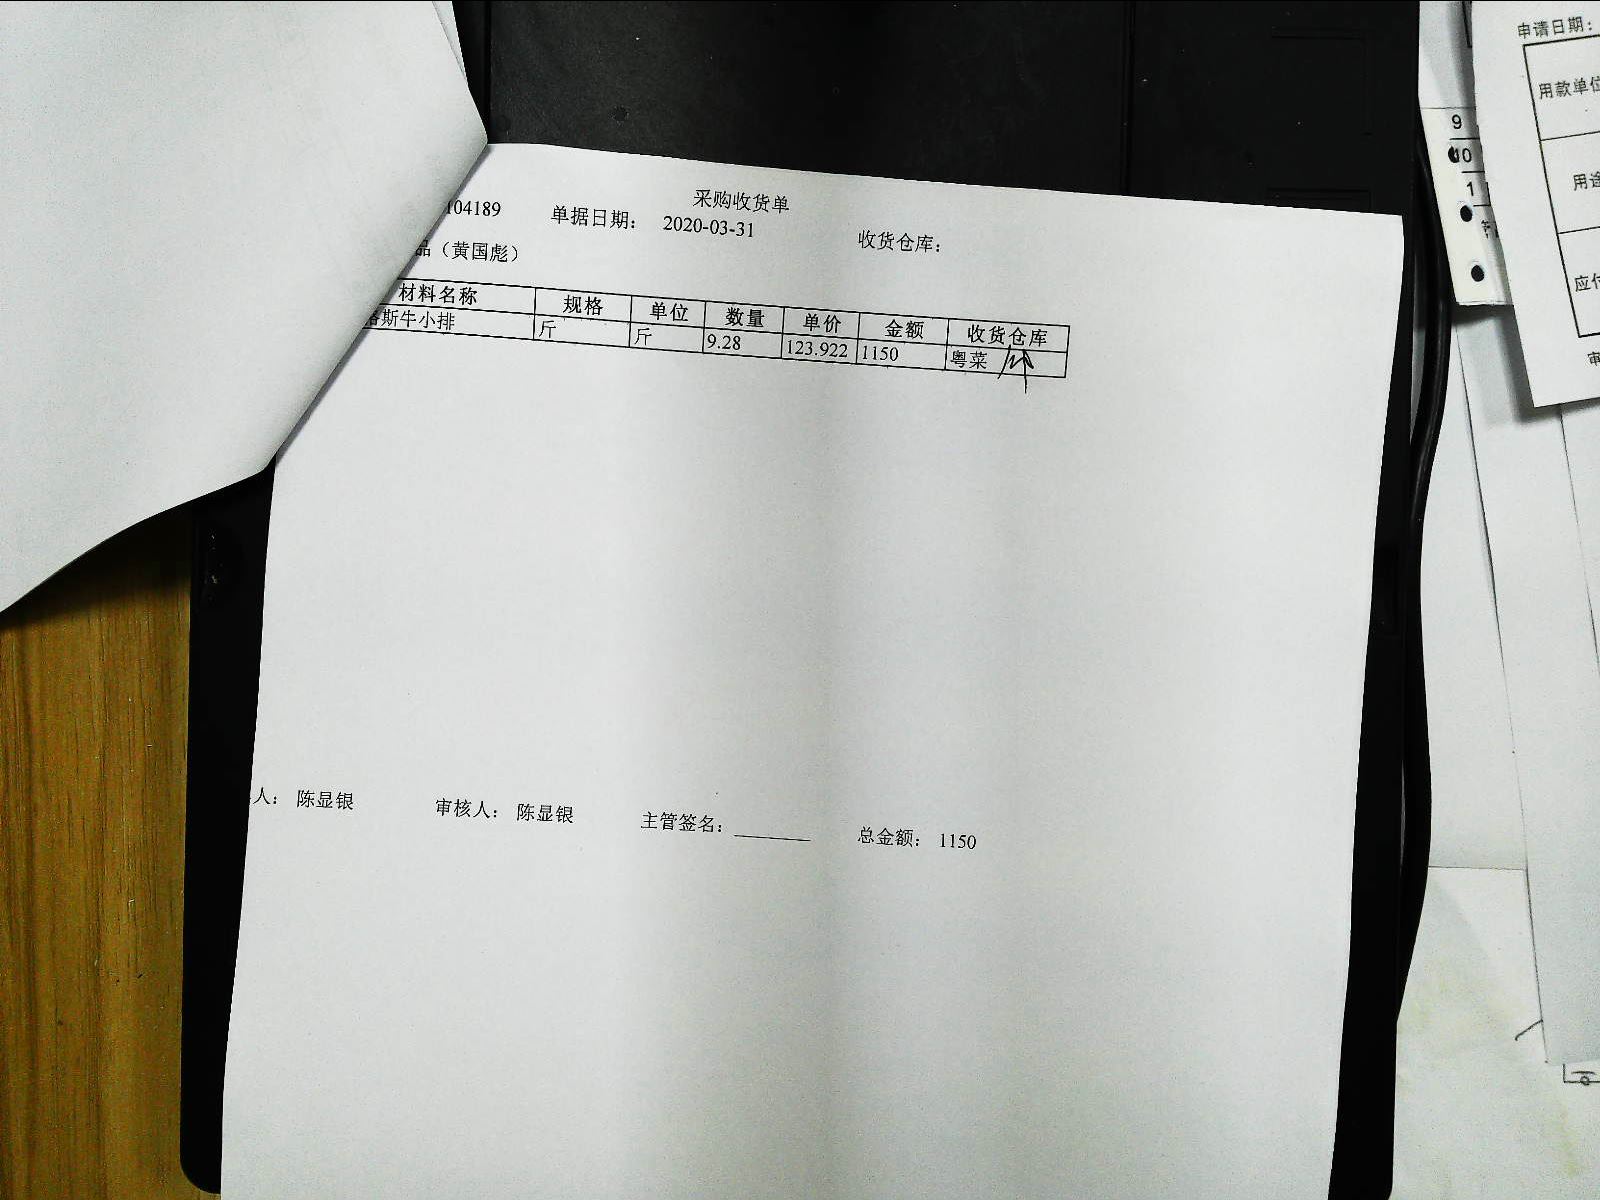 采购收货单
104189 单据日期： 2020-03-31 收货仓库：
品（黄国彪）
材料名称 规格 单位 数量 单价 金额 收货仓库
斯牛小排 斤 斤 9.28 123.922 1150 粤菜
人： 陈显银 审核人： 陈显银 主管签名： 总金额： 1150
申请日期：
用款单位
用途
应付
9
10
1